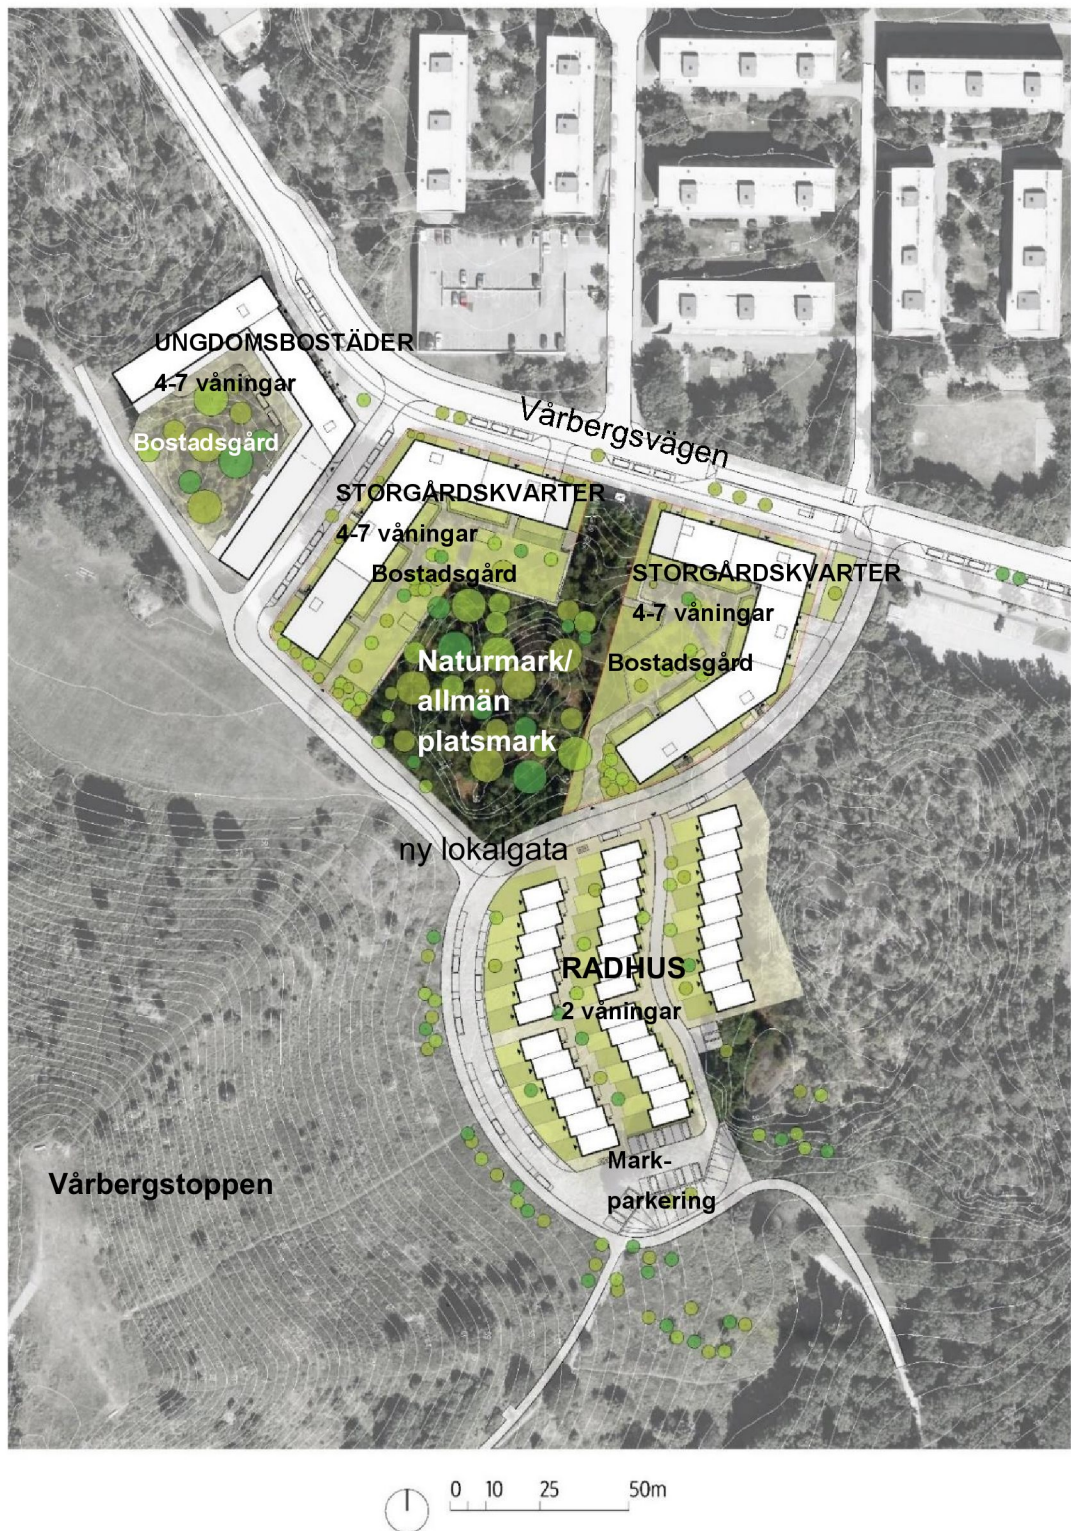 UNGDOMSBOSTÄDER
4-7 våningar
Bostadsgård
Vårbergsvägen
STORGÅRDSKVARTER
4-7 våningar
Bostadsgård
STORGÅRDSKVARTER
4-7 våningar
Bostadsgård
Naturmark/
allmän
platsmark
ny lokalgata
RADHUS
2 våningar
Mark-
parkering
Vårbergstoppen
0 10 25 50m